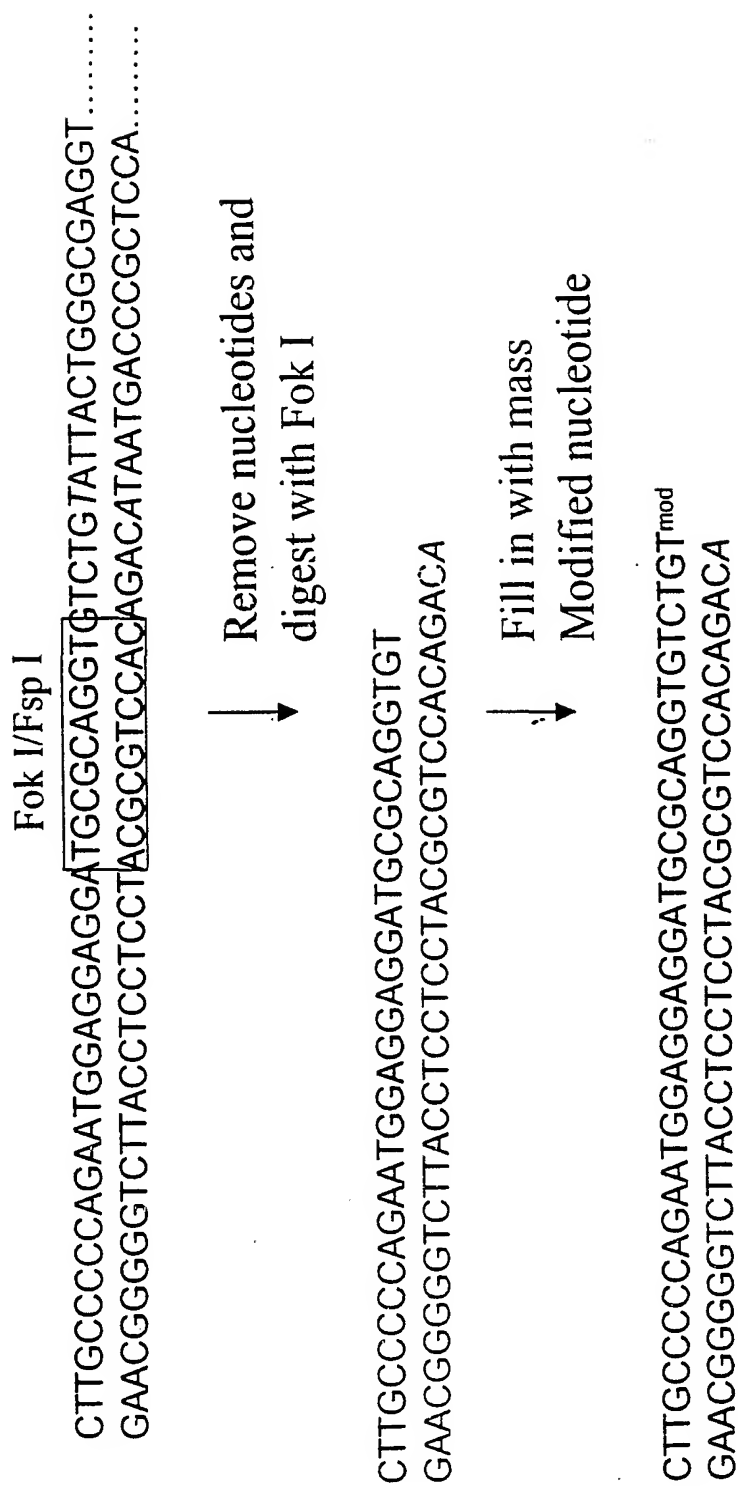 Fok I/Fsp I
CTTGCCCCCAGAATGGAGGAGGATGCGCAGGTGTCTGTATTACTGGGCGAGGT..........
GAACGGGGGTCTTACCTCCTCCTACGCGTCCACAGACATAATGACCCGCTCCA..........
Remove nucleotides and
digest with Fok I
CTTGCCCCCAGAATGGAGGAGGATGCGCAGGTGT
GAACGGGGGTCTTACCTCCTCCTACGCGTCCACAGACA
Fill in with mass
Modified nucleotide
CTTGCCCCCAGAATGGAGGAGGATGCGCAGGTGTCTGTmod
GAACGGGGGTCTTACCTCCTCCTACGCGTCCACAGACA